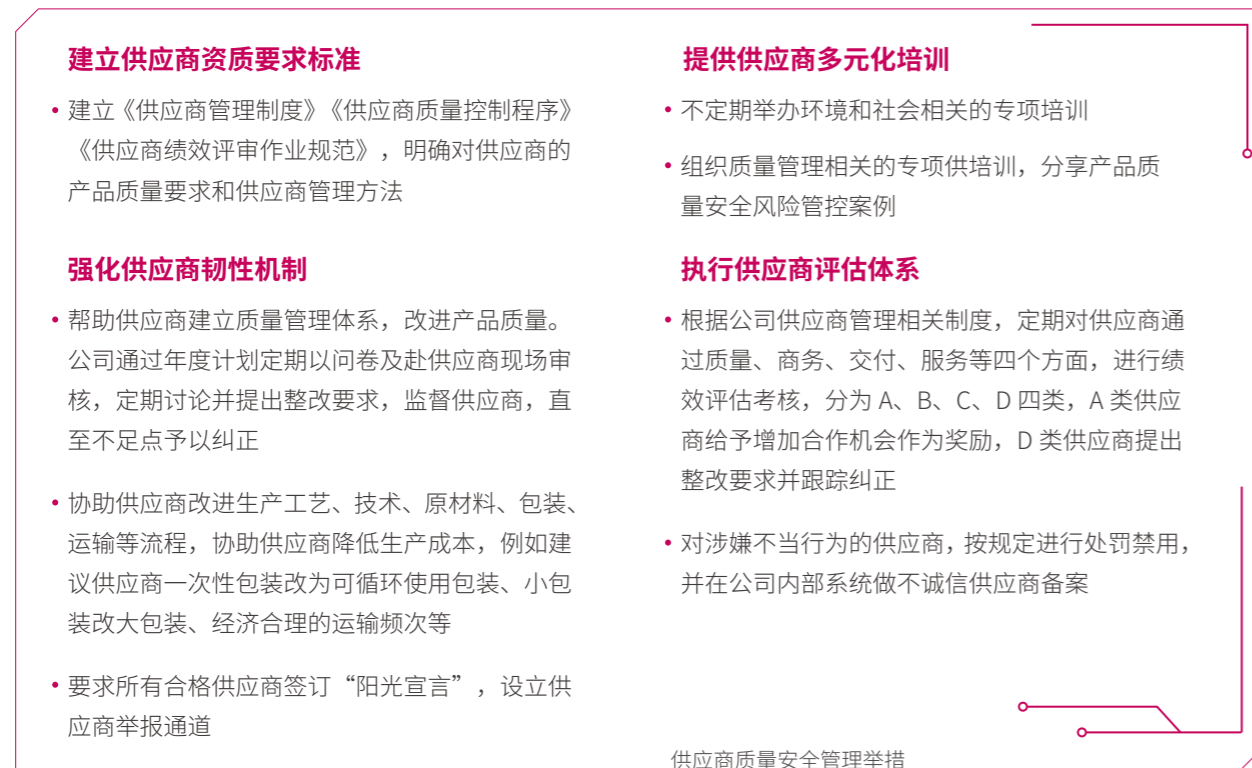 建立供应商资质要求标准
• 建立《供应商管理制度》《供应商质量控制程序》
《供应商绩效评审作业规范》，明确对供应商的
产品质量要求和供应商管理方法
强化供应商韧性机制
• 帮助供应商建立质量管理体系，改进产品质量。
公司通过年度计划定期以问卷及赴供应商现场审
核，定期讨论并提出整改要求，监督供应商，直
至不足点予以纠正
• 协助供应商改进生产工艺、技术、原材料、包装、
运输等流程，协助供应商降低生产成本，例如建
议供应商一次性包装改为可循环使用包装、小包
装改大包装、经济合理的运输频次等
• 要求所有合格供应商签订“阳光宣言”，设立供
应商举报通道
提供供应商多元化培训
• 不定期举办环境和社会相关的专项培训
• 组织质量管理相关的专项供培训，分享产品质
量安全风险管控案例
执行供应商评估体系
• 根据公司供应商管理相关制度，定期对供应商通
过质量、商务、交付、服务等四个方面，进行绩
效评估考核，分为 A、B、C、D 四类，A 类供应
商给予增加合作机会作为奖励，D 类供应商提出
整改要求并跟踪纠正
• 对涉嫌不当行为的供应商，按规定进行处罚禁用，
并在公司内部系统做不诚信供应商备案
供应商质量安全管理举措